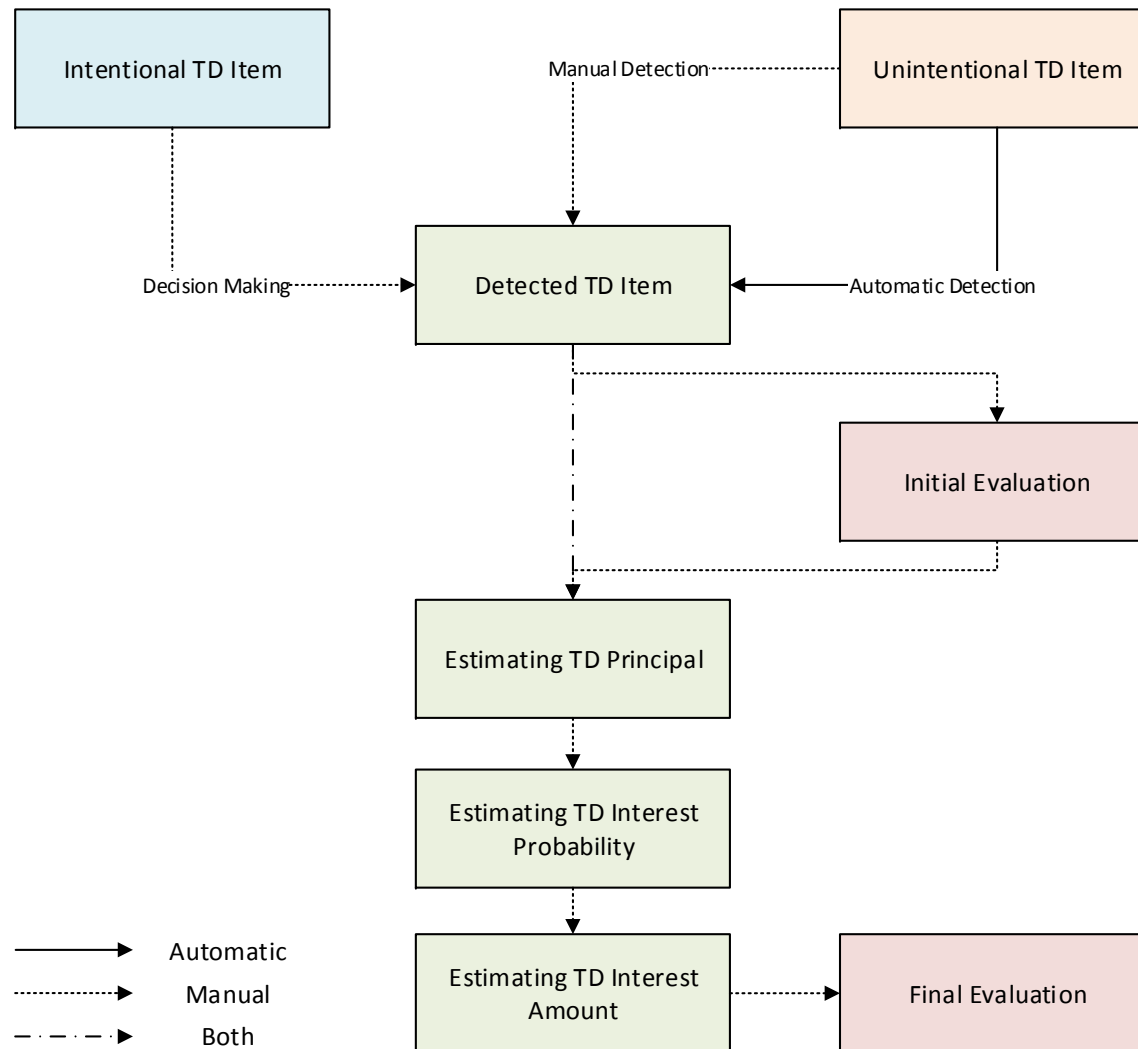 Intentional TD Item
Manual Detection
Unintentional TD Item
Decision Making
Detected TD Item
Automatic Detection
Initial Evaluation
Estimating TD Principal
Estimating TD Interest
Probability
Automatic
Manual
Both
Estimating TD Interest
Amount
Final Evaluation